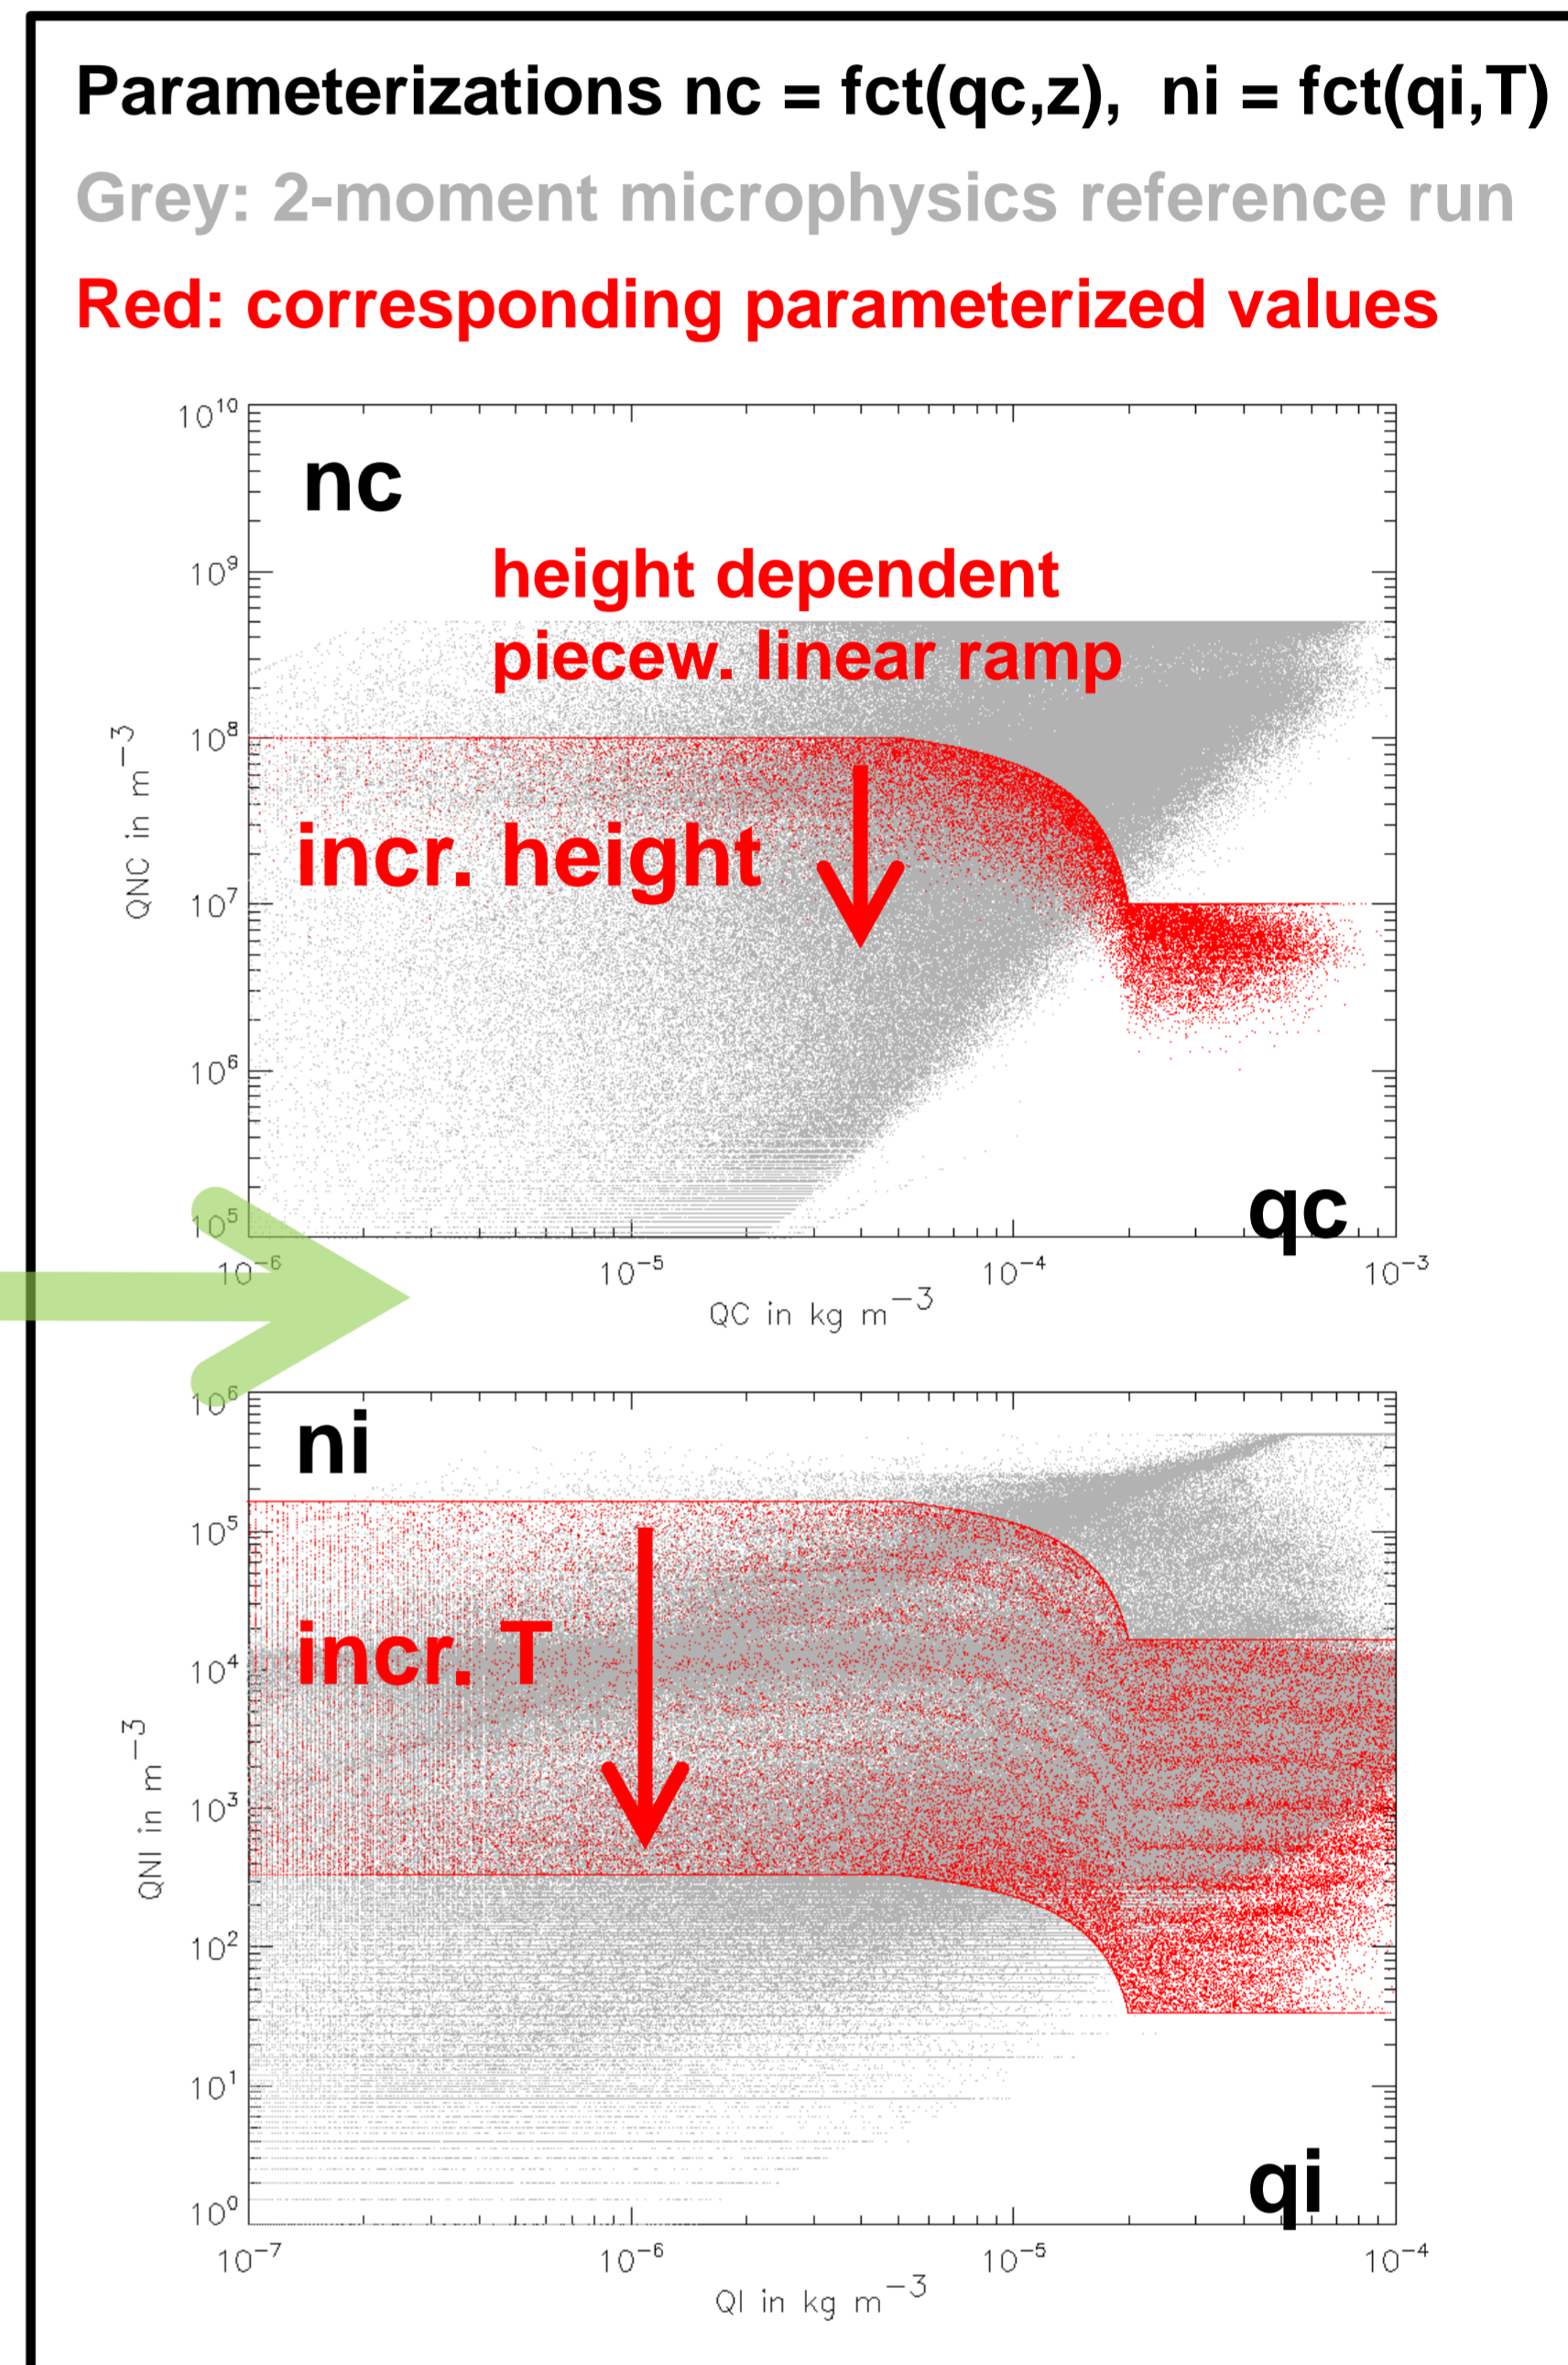 Parameterizations nc = fct(qc,z), ni = fct(qi,T)
Grey: 2-moment microphysics reference run
Red: corresponding parameterized values
nc
height dependent
piecew. linear ramp
incr. height
qc
10^10
10^9
10^8
10^7
10^6
10^5
QNC in m^-3
10^-6 10^-5 10^-4 10^-3
QC in kg m^-3
ni
incr. T
qi
10^6
10^5
10^4
10^3
10^2
10^1
10^0
QNI in m^-3
10^-7 10^-6 10^-5 10^-4
QI in kg m^-3